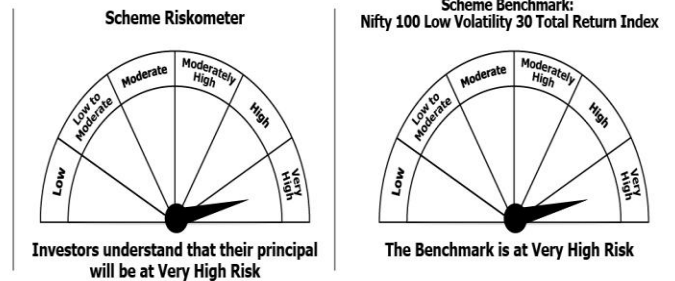 Scheme Riskometer
Low
Low to
Moderate
Moderate
Moderately
High
High
Very
High
Investors understand that their principal
will be at Very High Risk
Scheme Benchmark:
Nifty 100 Low Volatility 30 Total Return Index
Low
Low to
Moderate
Moderate
Moderately
High
High
Very
High
The Benchmark is at Very High Risk